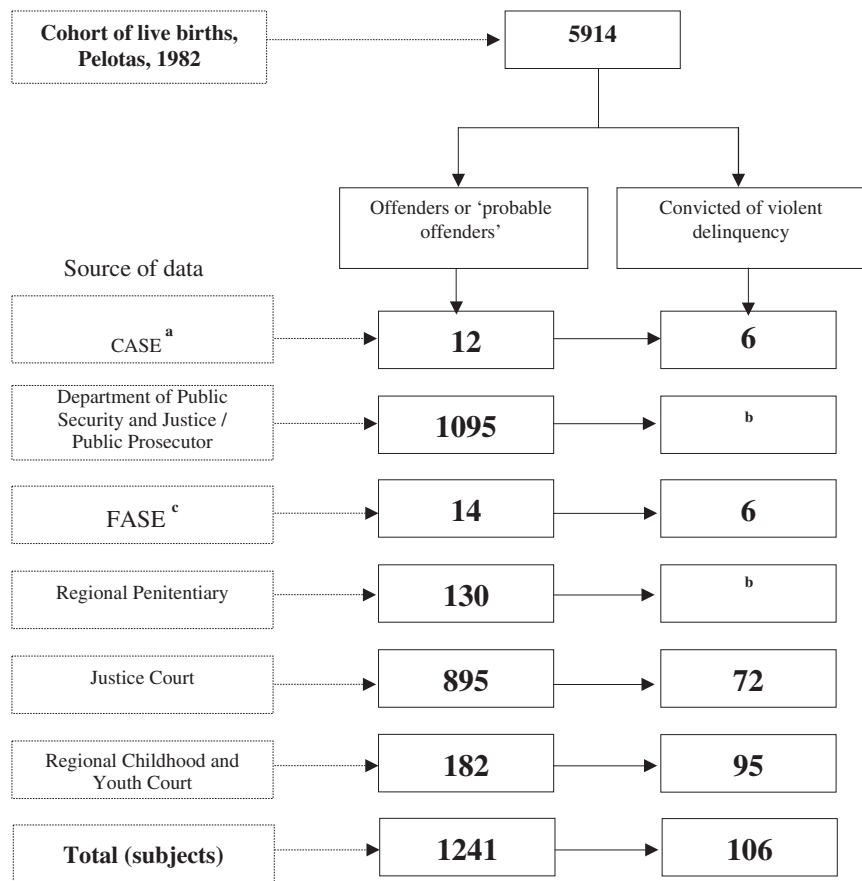 Cohort of live births,
Pelotas, 1982
5914
Offenders or ‘probable
offenders’
Convicted of violent
delinquency
Source of data
CASE a
12
6
Department of Public
Security and Justice /
Public Prosecutor
1095
b
FASE c
14
6
Regional Penitentiary
130
b
Justice Court
895
72
Regional Childhood and
Youth Court
182
95
Total (subjects)
1241
106